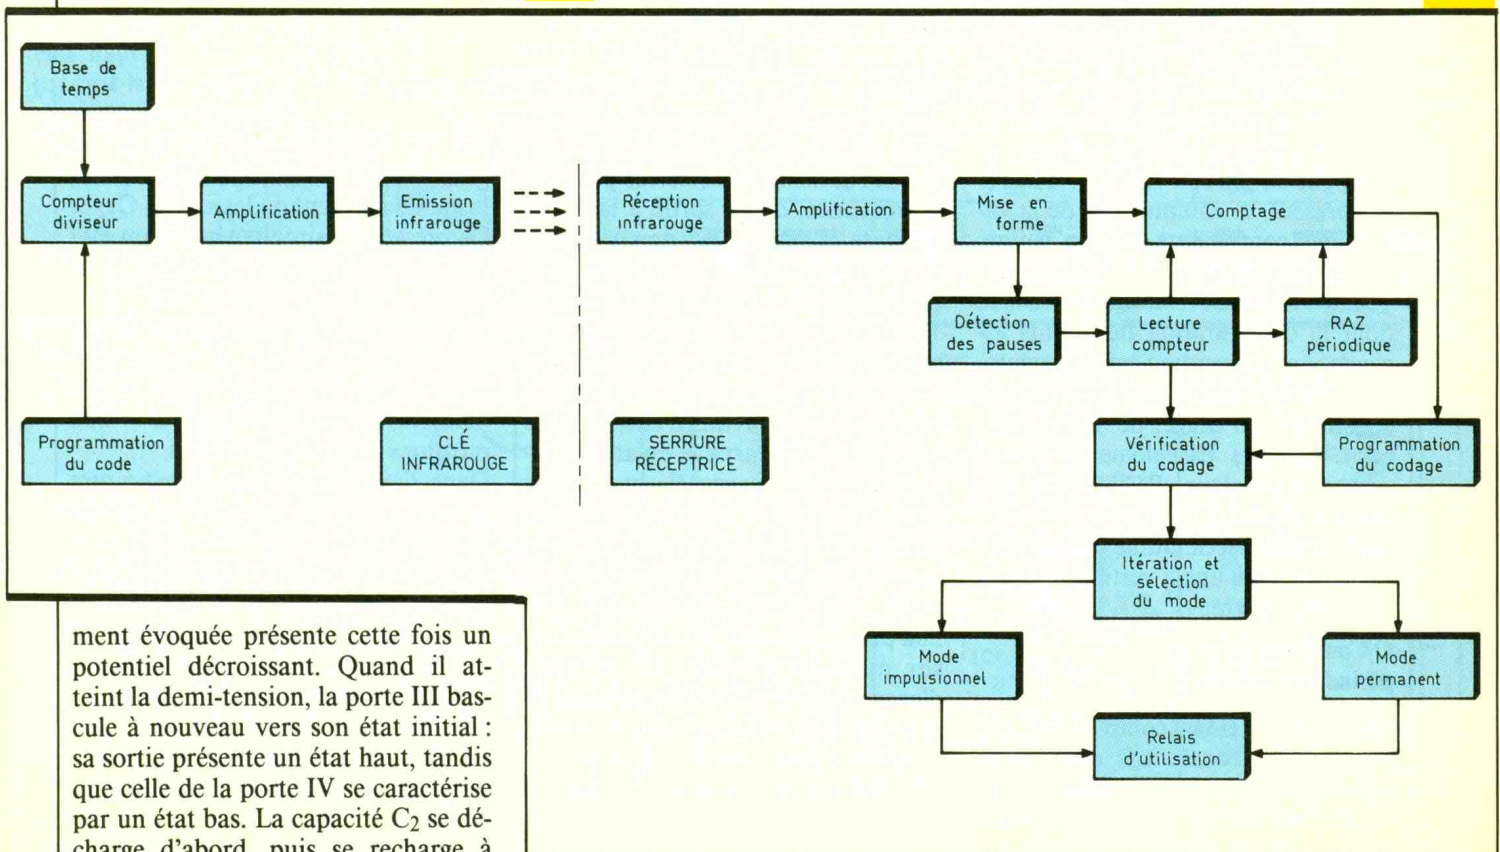 Base de
temps
Compteur
diviseur
Amplification
Emission
infrarouge
Réception
infrarouge
Amplification
Mise en
forme
Comptage
Détection
des pauses
Lecture
compteur
RAZ
périodique
Programmation
du code
CLÉ
INFRAROUGE
SERRURE
RÉCEPTRICE
Vérification
du codage
Programmation
du codage
Itération et
sélection
du mode
Mode
impulsionnel
Mode
permanent
Relais
d'utilisation
ment évoquée présente cette fois un
potentiel décroissant. Quand il at-
teint la demi-tension, la porte III bas-
cule à nouveau vers son état initial :
sa sortie présente un état haut, tandis
que celle de la porte IV se caractérise
par un état bas. La capacité C2 se dé-
charge d'abord, puis se recharge à